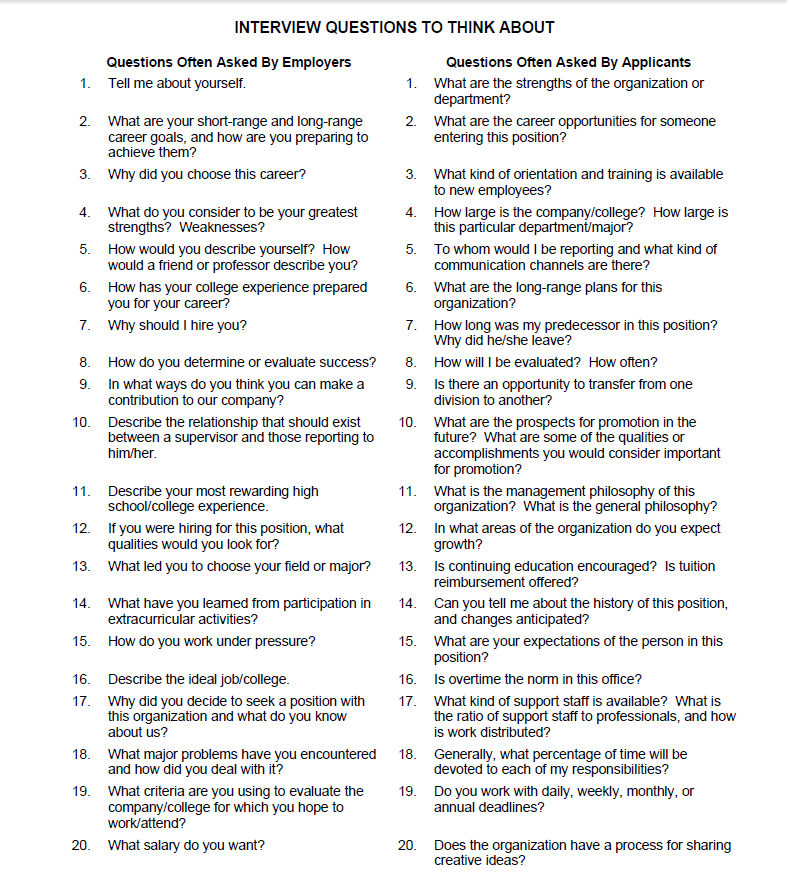 INTERVIEW QUESTIONS TO THINK ABOUT
Questions Often Asked By Employers
1. Tell me about yourself.
2. What are your short-range and long-range
career goals, and how are you preparing to
achieve them?
3. Why did you choose this career?
4. What do you consider to be your greatest
strengths? Weaknesses?
5. How would you describe yourself? How
would a friend or professor describe you?
6. How has your college experience prepared
you for your career?
7. Why should I hire you?
8. How do you determine or evaluate success?
9. In what ways do you think you can make a
contribution to our company?
10. Describe the relationship that should exist
between a supervisor and those reporting to
him/her.
11. Describe your most rewarding high
school/college experience.
12. If you were hiring for this position, what
qualities would you look for?
13. What led you to choose your field or major?
14. What have you learned from participation in
extracurricular activities?
15. How do you work under pressure?
16. Describe the ideal job/college.
17. Why did you decide to seek a position with
this organization and what do you know
about us?
18. What major problems have you encountered
and how did you deal with it?
19. What criteria are you using to evaluate the
company/college for which you hope to
work/attend?
20. What salary do you want?
Questions Often Asked By Applicants
1. What are the strengths of the organization or
department?
2. What are the career opportunities for someone
entering this position?
3. What kind of orientation and training is available
to new employees?
4. How large is the company/college? How large is
this particular department/major?
5. To whom would I be reporting and what kind of
communication channels are there?
6. What are the long-range plans for this
organization?
7. How long was my predecessor in this position?
Why did he/she leave?
8. How will I be evaluated? How often?
9. Is there an opportunity to transfer from one
division to another?
10. What are the prospects for promotion in the
future? What are some of the qualities or
accomplishments you would consider important
for promotion?
11. What is the management philosophy of this
organization? What is the general philosophy?
12. In what areas of the organization do you expect
growth?
13. Is continuing education encouraged? Is tuition
reimbursement offered?
14. Can you tell me about the history of this position,
and changes anticipated?
15. What are your expectations of the person in this
position?
16. Is overtime the norm in this office?
17. What kind of support staff is available? What is
the ratio of support staff to professionals, and how
is work distributed?
18. Generally, what percentage of time will be
devoted to each of my responsibilities?
19. Do you work with daily, weekly, monthly, or
annual deadlines?
20. Does the organization have a process for sharing
creative ideas?